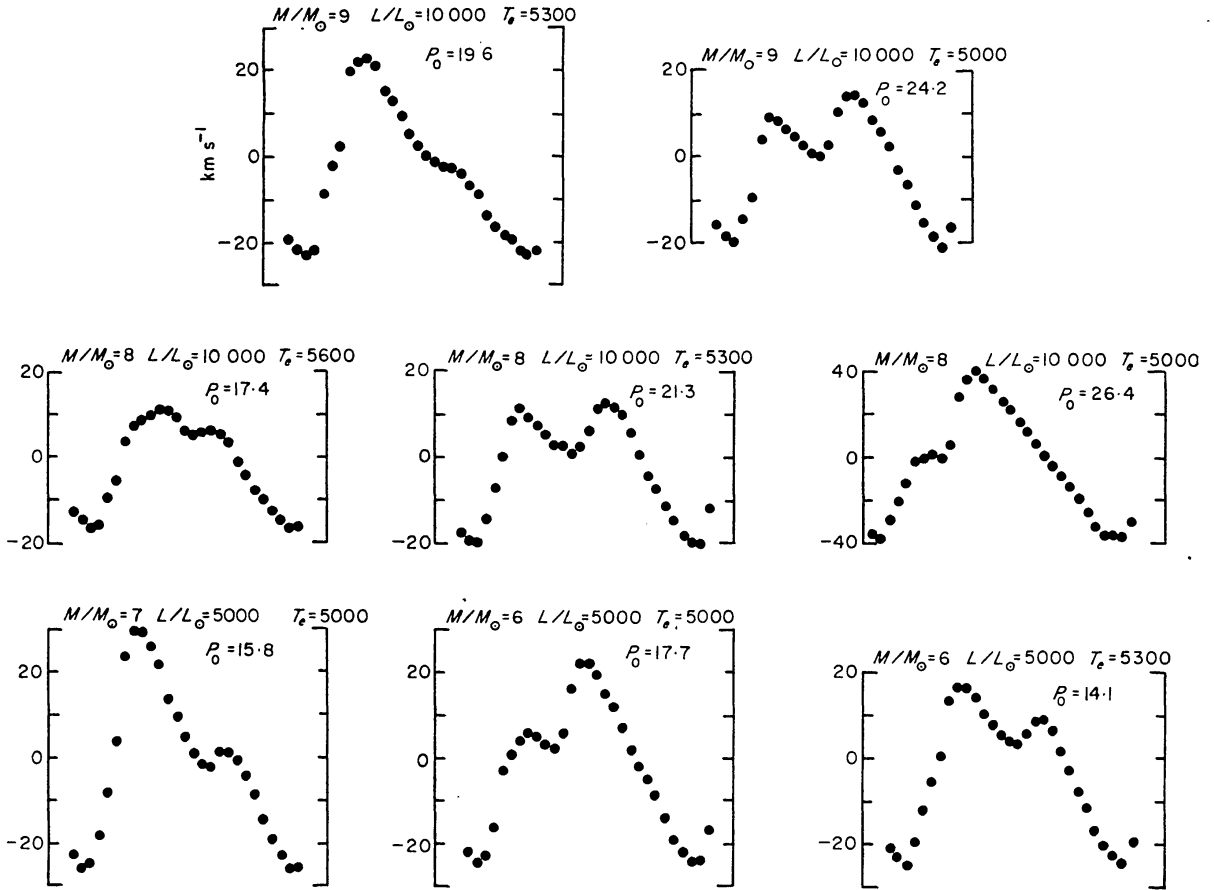 M/M☉=9 L/L☉=10 000 Te=5300
P0=19 6
20
0
-20
km s⁻¹
M/M☉=9 L/L☉=10 000 Te=5000
P0=24·2
20
0
-20
M/M☉=8 L/L☉=10 000 Te=5600
P0=17·4
20
0
-20
M/M☉=8 L/L☉=10 000 Te=5300
P0=21·3
20
0
-20
M/M☉=8 L/L☉=10 000 Te=5000
P0=26·4
40
0
-40
M/M☉=7 L/L☉=5000 Te=5000
P0=15·8
20
0
-20
M/M☉=6 L/L☉=5000 Te=5000
P0=17·7
20
0
-20
M/M☉=6 L/L☉=5000 Te=5300
P0=14·1
20
0
-20